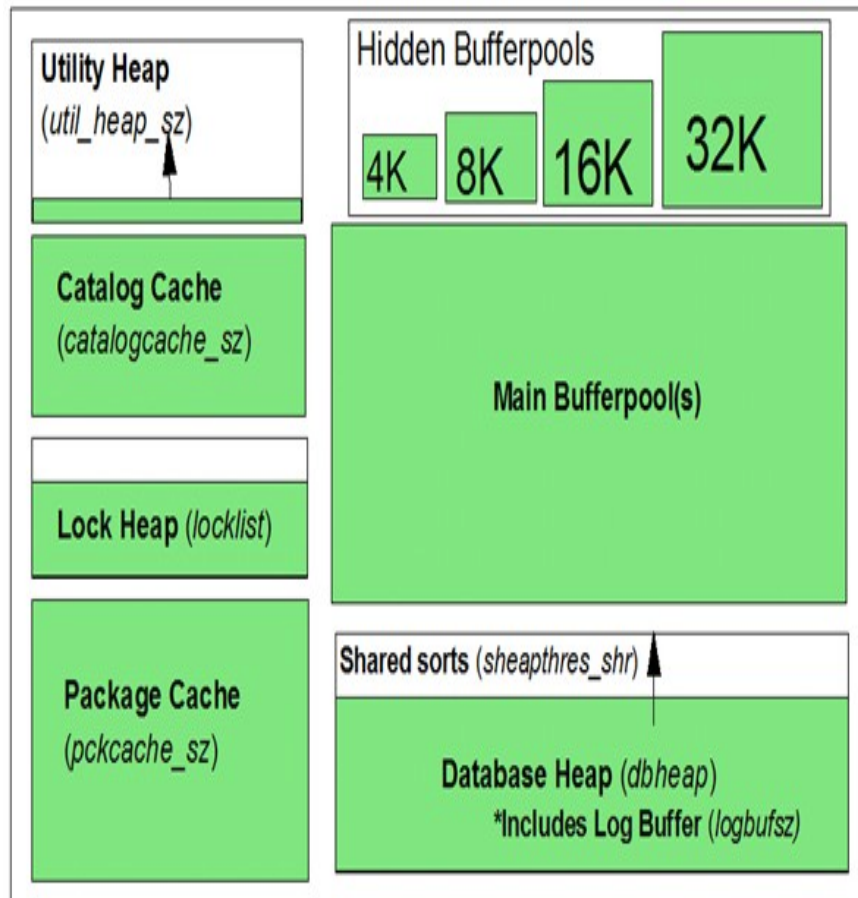 Utility Heap
(util_heap_sz)
Hidden Bufferpools
4K
8K
16K
32K
Catalog Cache
(catalogcache_sz)
Main Bufferpool(s)
Lock Heap (locklist)
Package Cache
(pckcache_sz)
Shared sorts (sheapthres_shr)
Database Heap (dbheap)
*Includes Log Buffer (logbufsz)